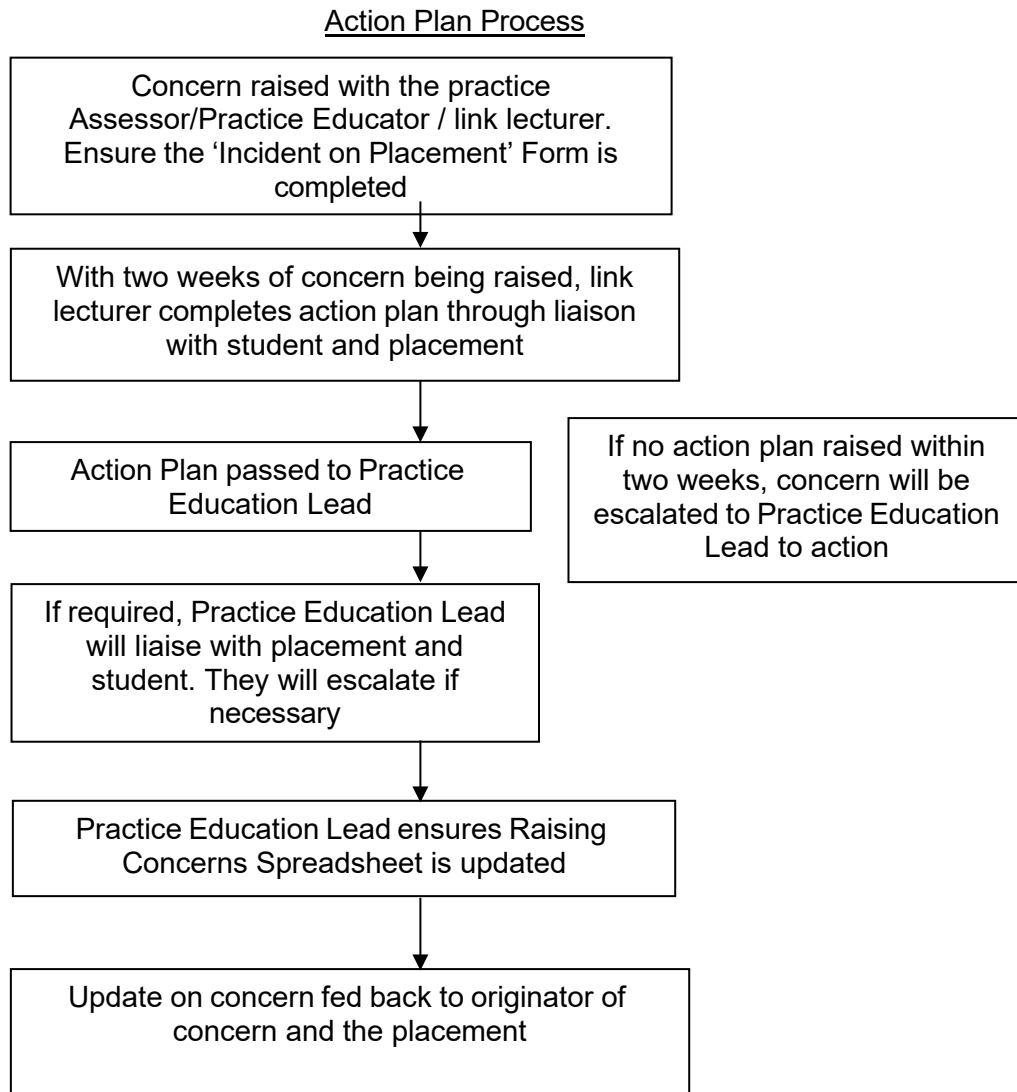 Action Plan Process
Concern raised with the practice
Assessor/Practice Educator / link lecturer.
Ensure the ‘Incident on Placement’ Form is
completed
With two weeks of concern being raised, link
lecturer completes action plan through liaison
with student and placement
Action Plan passed to Practice
Education Lead
If no action plan raised within
two weeks, concern will be
escalated to Practice Education
Lead to action
If required, Practice Education Lead
will liaise with placement and
student. They will escalate if
necessary
Practice Education Lead ensures Raising
Concerns Spreadsheet is updated
Update on concern fed back to originator of
concern and the placement